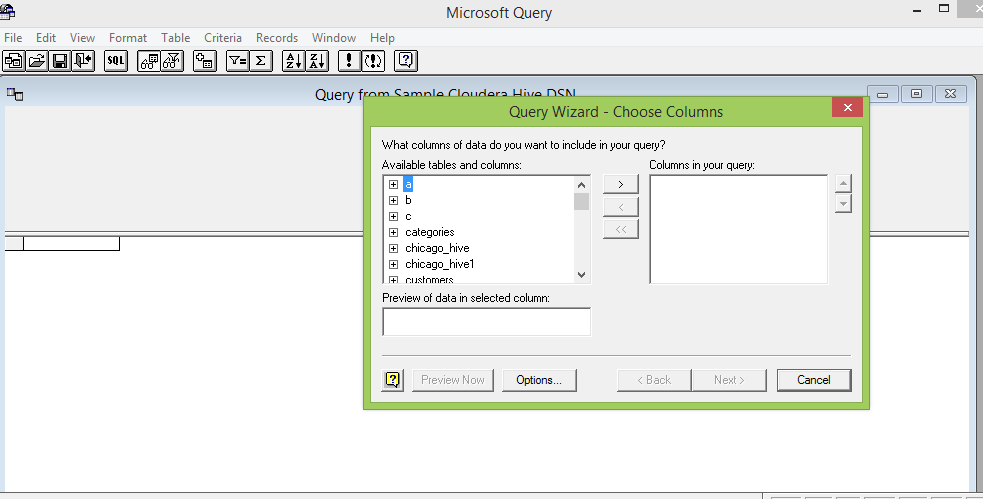 Microsoft Query
File Edit View Format Table Criteria Records Window Help
SQL
Query from Sample Cloudera Hive DSN
Query Wizard - Choose Columns
What columns of data do you want to include in your query?
Available tables and columns:
Columns in your query:
a
b
c
categories
chicago_hive
chicago_hive1
customers
>
<
<<
Preview of data in selected column:
Preview Now
Options...
< Back
Next >
Cancel